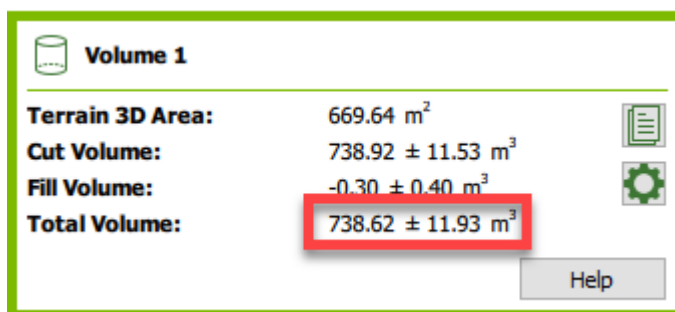 Volume 1
Terrain 3D Area: 669.64 m²
Cut Volume: 738.92 ± 11.53 m³
Fill Volume: -0.30 ± 0.40 m³
Total Volume: 738.62 ± 11.93 m³
Help